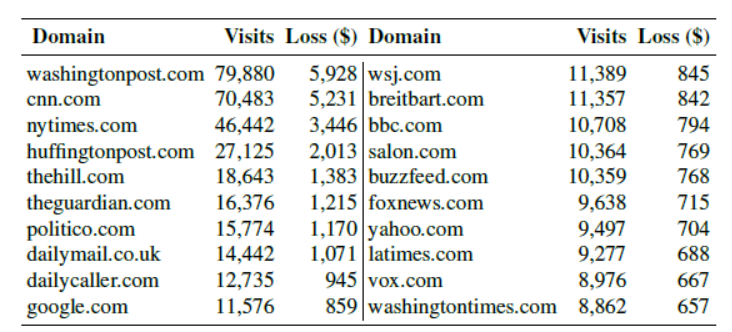 Domain Visits Loss ($) Domain Visits Loss ($)
washingtonpost.com 79,880 5,928 wsj.com 11,389 845
cnn.com 70,483 5,231 breitbart.com 11,357 842
nytimes.com 46,442 3,446 bbc.com 10,708 794
huffingtonpost.com 27,125 2,013 salon.com 10,364 769
thehill.com 18,643 1,383 buzzfeed.com 10,359 768
theguardian.com 16,376 1,215 foxnews.com 9,638 715
politico.com 15,774 1,170 yahoo.com 9,497 704
dailymail.co.uk 14,442 1,071 latimes.com 9,277 688
dailycaller.com 12,735 945 vox.com 8,976 667
google.com 11,576 859 washingtontimes.com 8,862 657